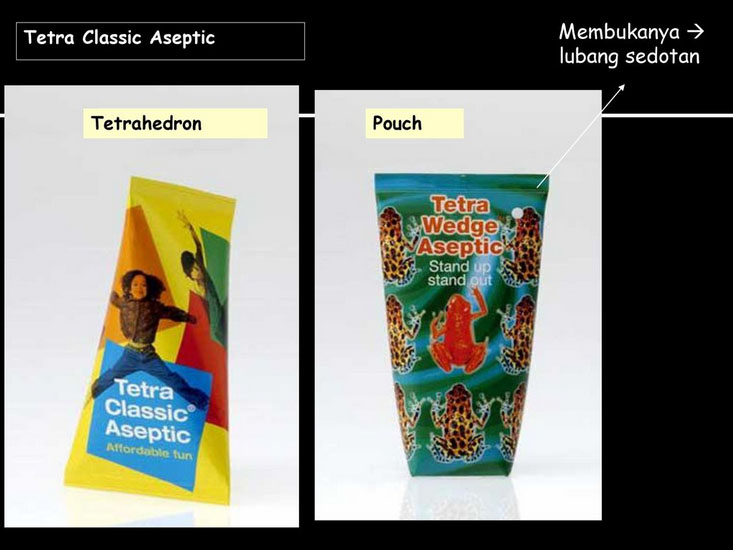 Tetra Classic Aseptic
Membukanya →
lubang sedotan
Tetrahedron
Pouch
Tetra
Classic®
Aseptic
Affordable fun
Tetra
Wedge
Aseptic
Stand up
stand out